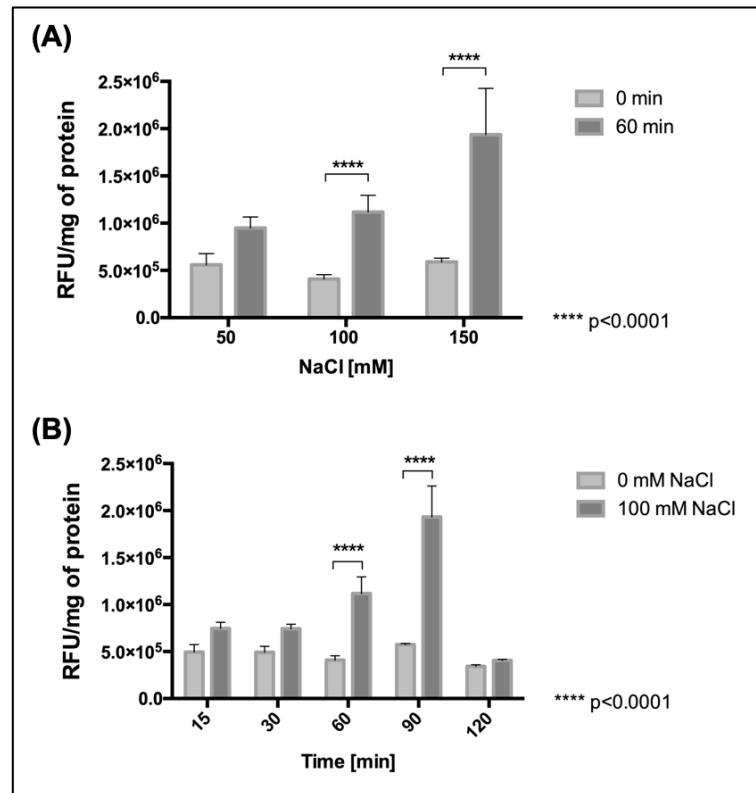 (A)
****
2.5×10⁶
0 min
2.0×10⁶
60 min
1.5×10⁶
****
1.0×10⁶
5.0×10⁵
0.0
RFU/mg of protein
50
100
150
**** p<0.0001
NaCl [mM]
(B)
****
2.5×10⁶
0 mM NaCl
2.0×10⁶
100 mM NaCl
****
1.5×10⁶
1.0×10⁶
5.0×10⁵
0.0
RFU/mg of protein
15
30
60
90
120
**** p<0.0001
Time [min]